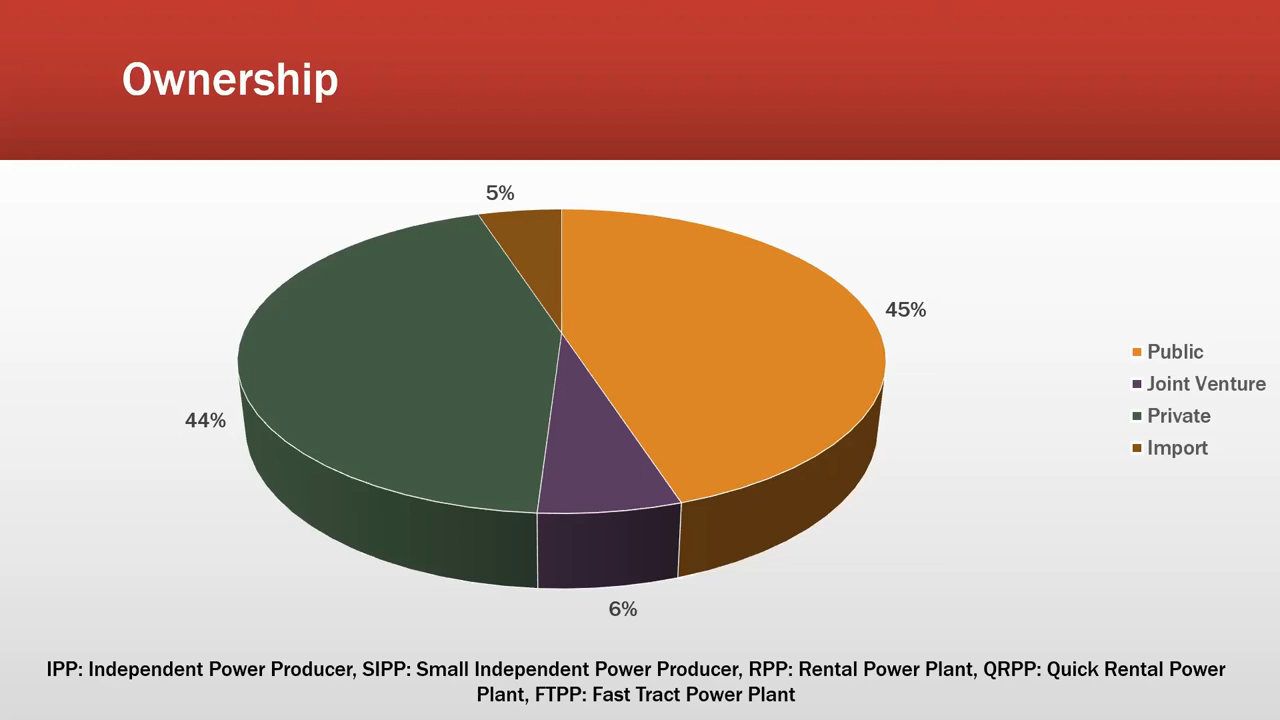 Ownership
5%
45%
44%
6%
Public
Joint Venture
Private
Import
IPP: Independent Power Producer, SIPP: Small Independent Power Producer, RPP: Rental Power Plant, QRPP: Quick Rental Power
Plant, FTPP: Fast Tract Power Plant